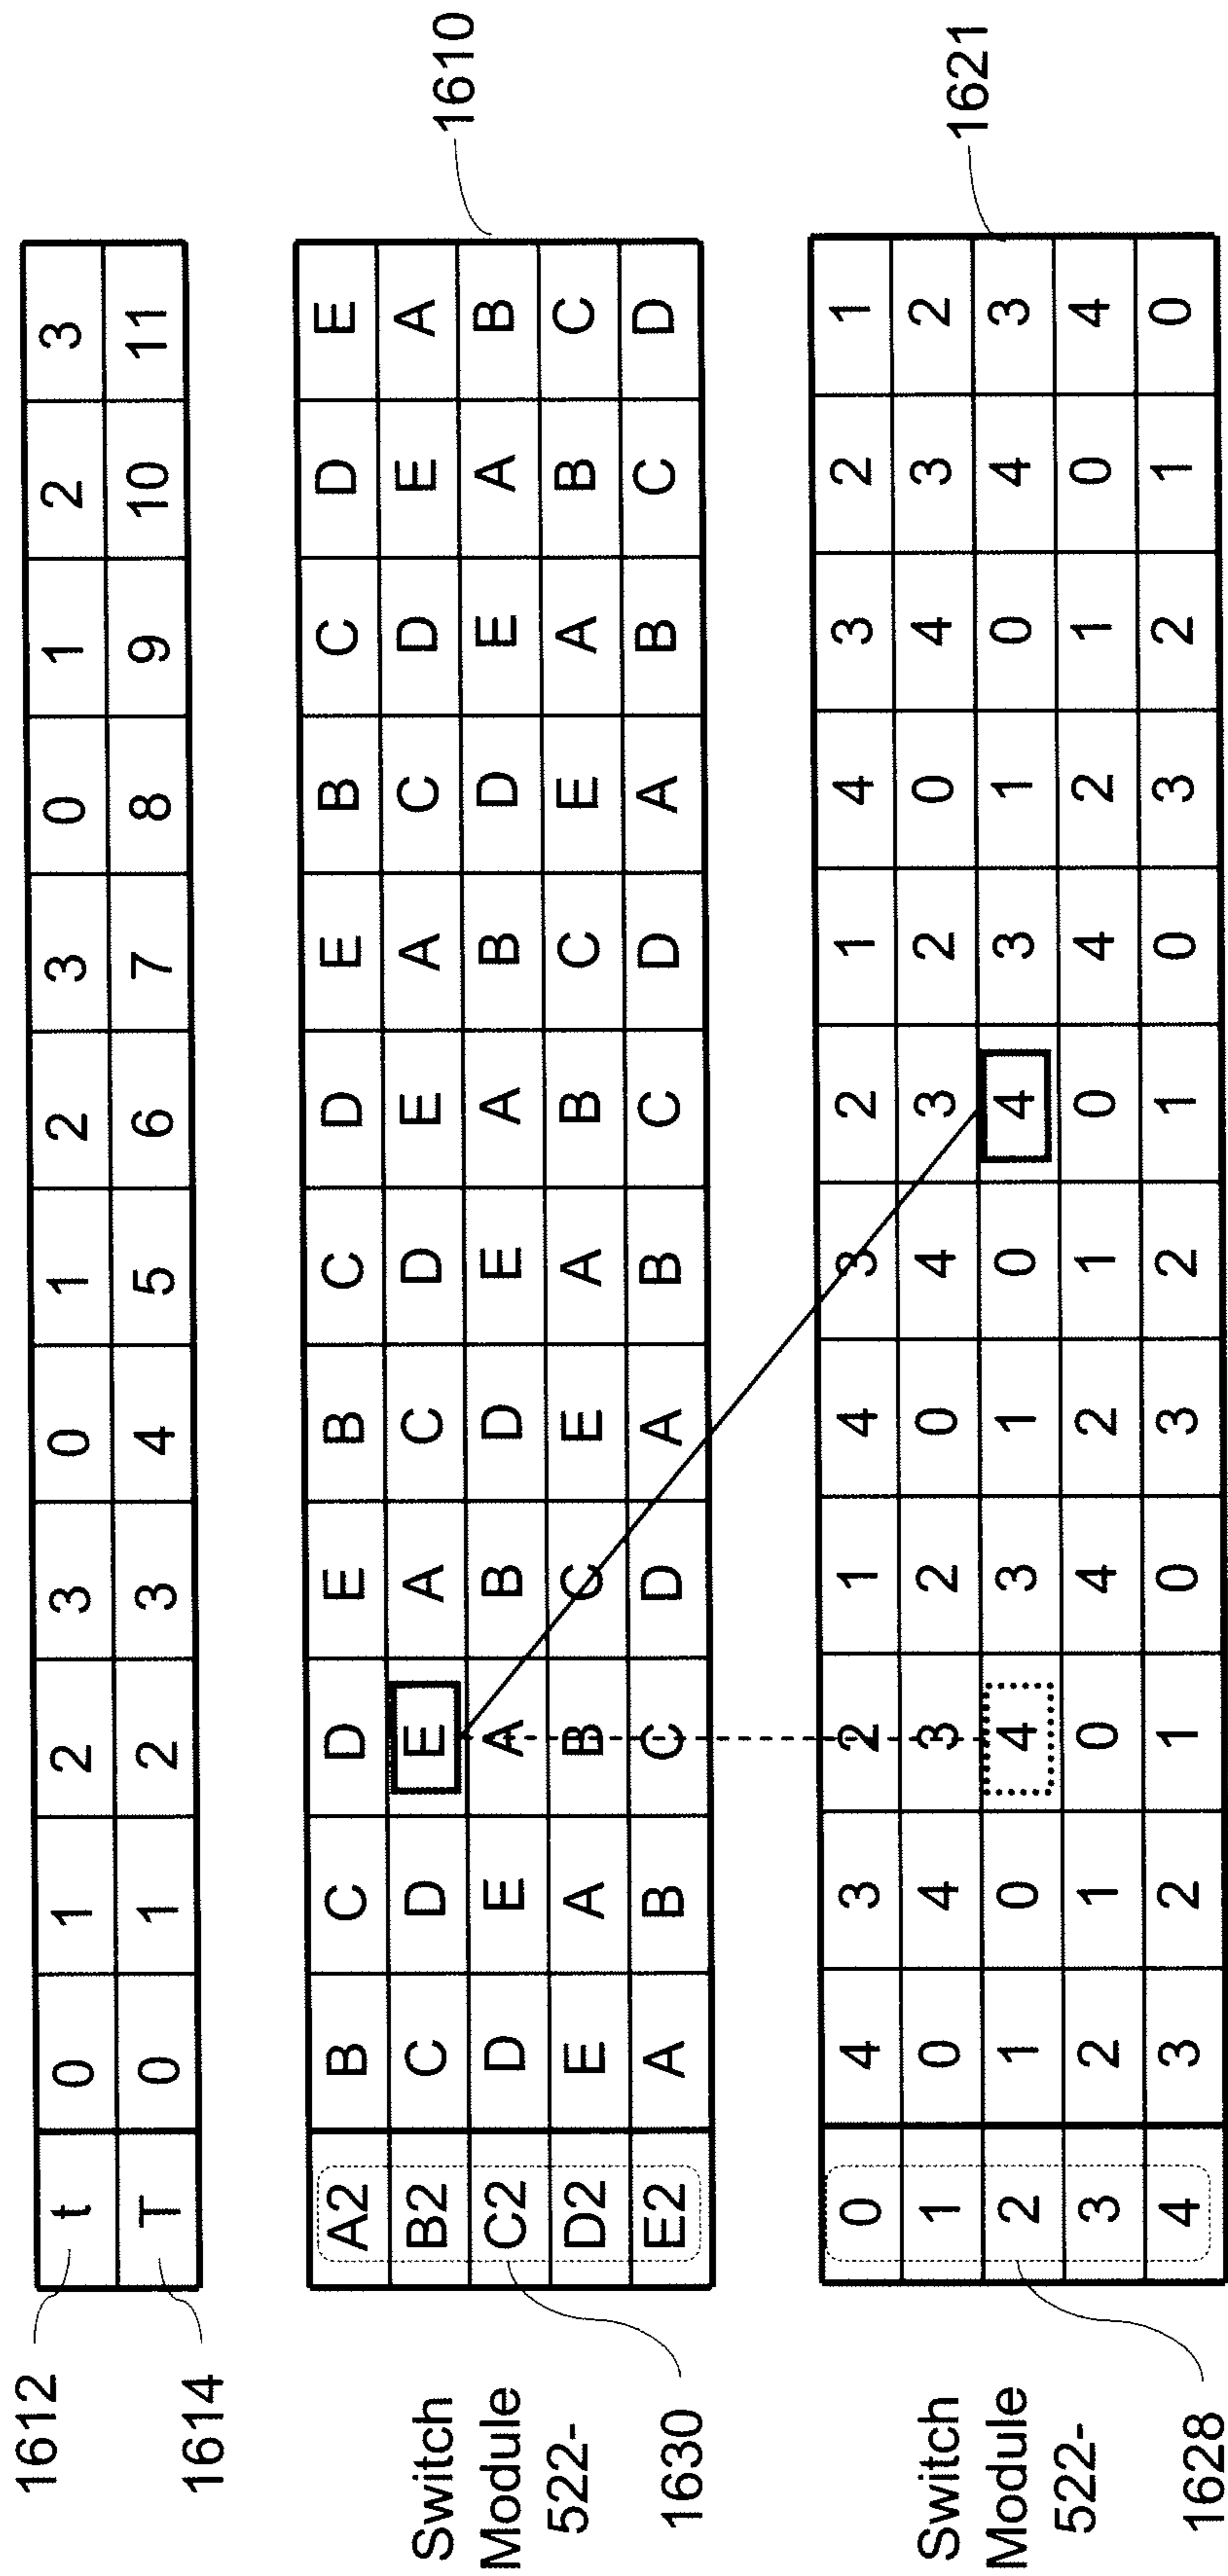 1612 t 0 1 2 3 0 1 2 3 0 1 2 3
1614 T 0 1 2 3 4 5 6 7 8 9 10 11
A2 B C D E B C D E B C D E
B2 C D E A C D E A C D E A
C2 D E A B D E A B D E A B
D2 E A B C E A B C E A B C
E2 A B C D A B C D A B C D
Switch
Module
522-
1630
1610
0 4 3 2 1 4 3 2 1 4 3 2 1
1 0 4 3 2 0 4 3 2 0 4 3 2
2 1 0 4 3 1 0 4 3 1 0 4 3
3 2 1 0 4 2 1 0 4 2 1 0 4
4 3 2 1 0 3 2 1 0 3 2 1 0
Switch
Module
522-
1628
1621